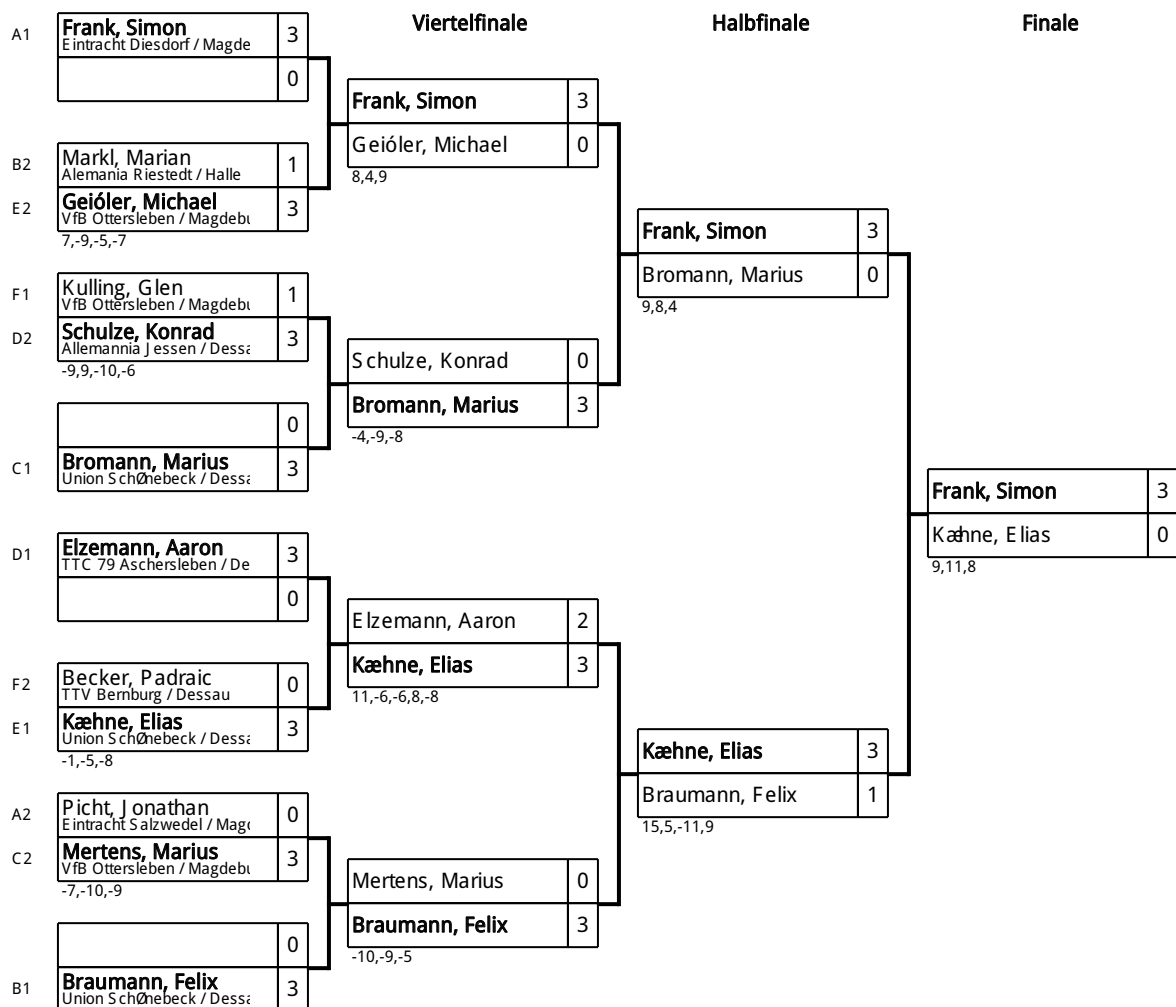 Viertelfinale
Halbfinale
Finale
A1
Frank, Simon
3
Eintracht Diesdorf / Magde
0
B2
Markl, Marian
1
Alemania Riestedt / Halle
E2
Geióler, Michael
3
VfB Ottersleben / Magdebu
7,-9,-5,-7
F1
Kulling, Glen
1
VfB Ottersleben / Magdebu
D2
Schulze, Konrad
3
Allemannia Jessen / Dessa
-9,9,-10,-6
0
C1
Bromann, Marius
3
Union SchØnebeck / Dessa
D1
Elzemann, Aaron
3
TTC 79 Aschersleben / De
0
F2
Becker, Padraic
0
TTV Bernburg / Dessau
E1
Kæhne, Elias
3
Union SchØnebeck / Dessa
-1,-5,-8
A2
Picht, Jonathan
0
Eintracht Salzwedel / Magd
C2
Mertens, Marius
3
VfB Ottersleben / Magdebu
-7,-10,-9
0
B1
Braumann, Felix
3
Union SchØnebeck / Dessa
Frank, Simon 3
Geióler, Michael 0
8,4,9
Schulze, Konrad 0
Bromann, Marius 3
-4,-9,-8
Elzemann, Aaron 2
Kæhne, Elias 3
11,-6,-6,8,-8
Mertens, Marius 0
Braumann, Felix 3
-10,-9,-5
Frank, Simon 3
Bromann, Marius 0
9,8,4
Kæhne, Elias 3
Braumann, Felix 1
15,5,-11,9
Frank, Simon 3
Kæhne, Elias 0
9,11,8